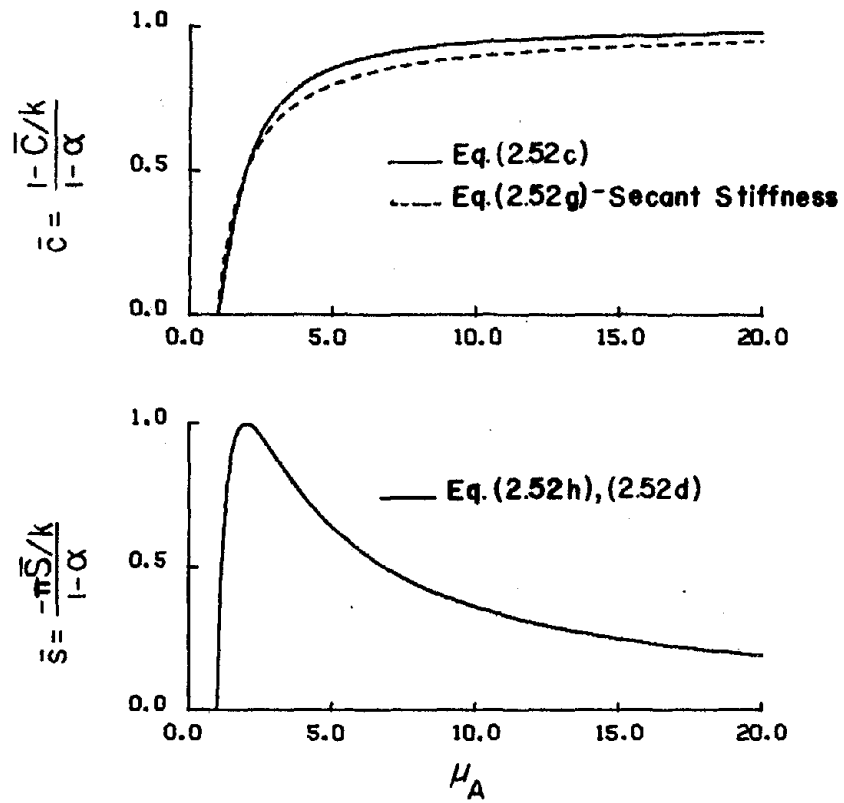 1.0
0.5
0.0
c̄ = (1 - C̄/k) / (1 - α)
Eq.(2.52c)
Eq.(2.52g)-Secant Stiffness
0.0 5.0 10.0 15.0 20.0
1.0
0.5
0.0
s̄ = (-πS̄/k) / (1 - α)
Eq.(2.52h),(2.52d)
0.0 5.0 10.0 15.0 20.0
μ_A